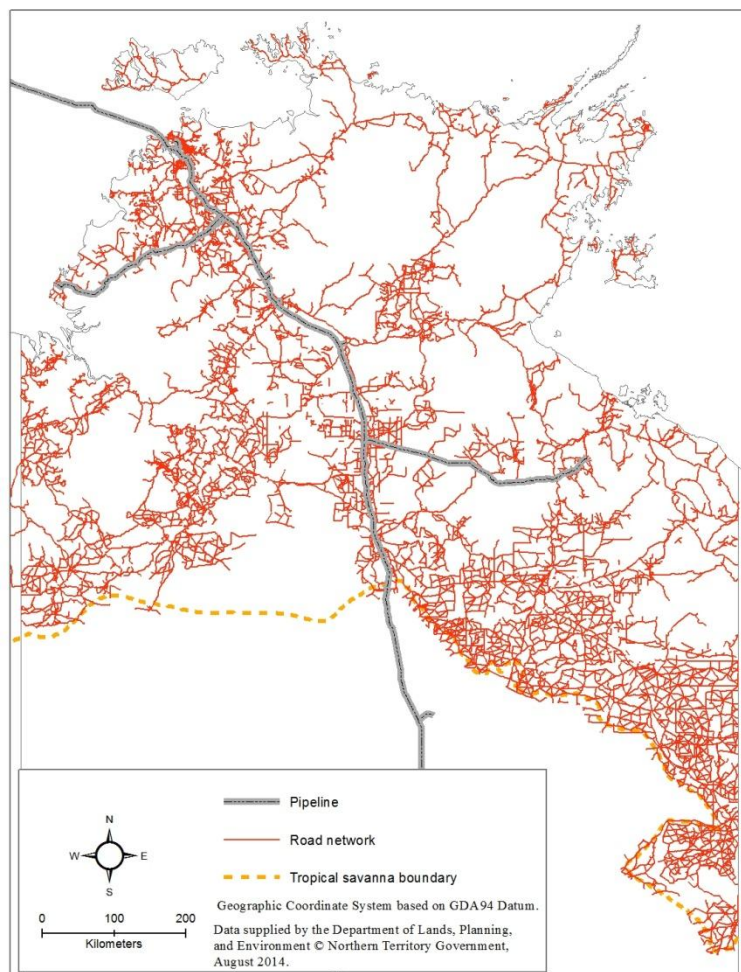 Pipeline
Road network
Tropical savanna boundary
N
W E
S
0 100 200
Kilometers
Geographic Coordinate System based on GDA94 Datum.
Data supplied by the Department of Lands, Planning,
and Environment © Northern Territory Government,
August 2014.